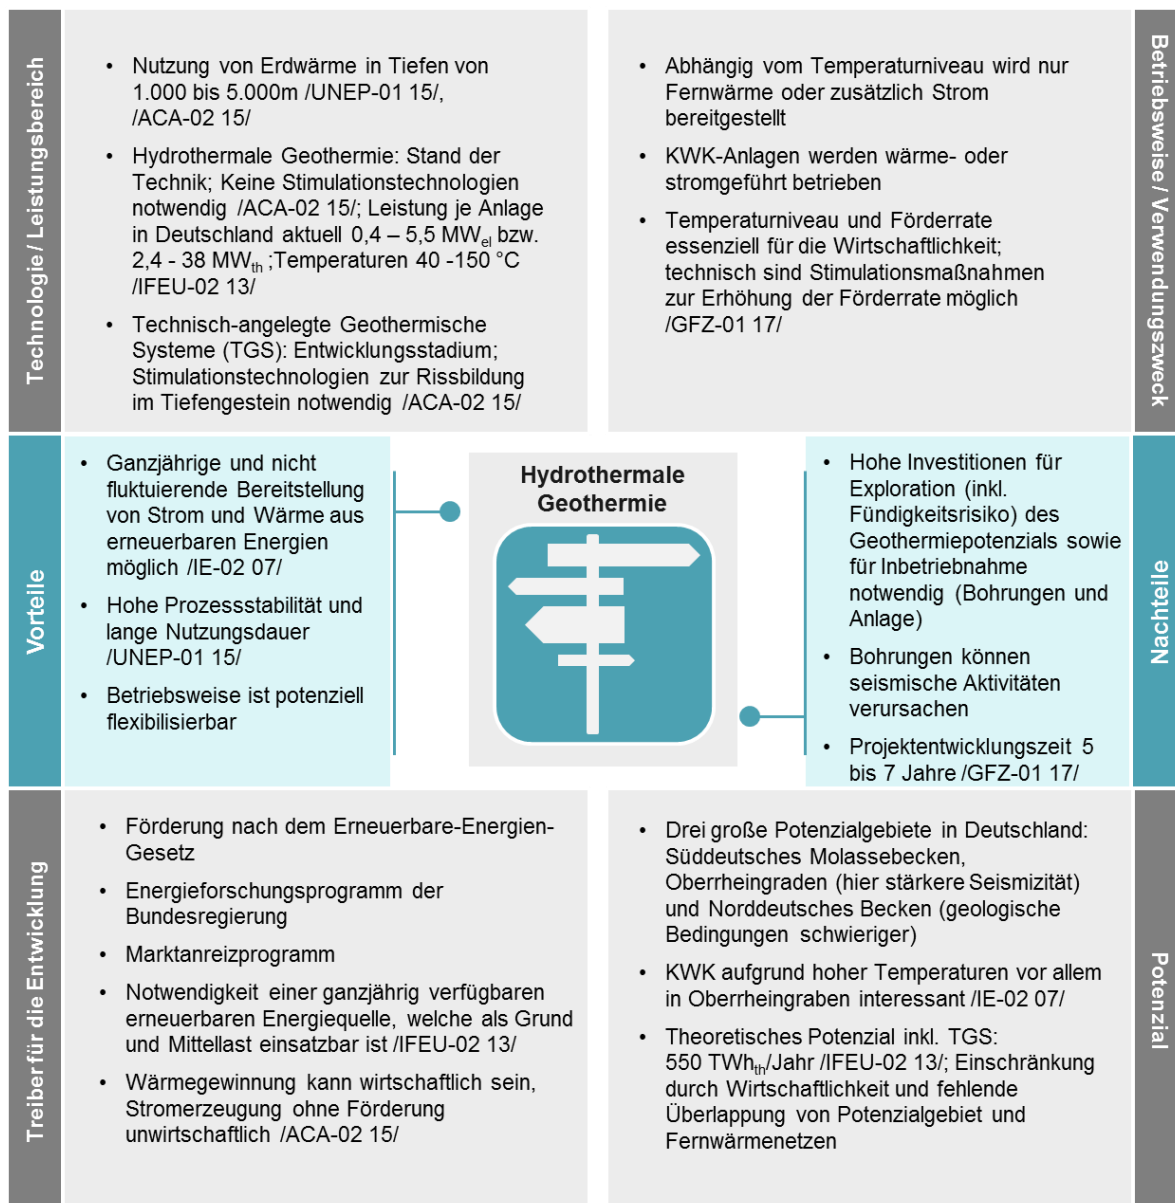 Technologie / Leistungsbereich
• Nutzung von Erdwärme in Tiefen von
1.000 bis 5.000m /UNEP-01 15/,
/ACA-02 15/
• Hydrothermale Geothermie: Stand der
Technik; Keine Stimulationstechnologien
notwendig /ACA-02 15/; Leistung je Anlage
in Deutschland aktuell 0,4 – 5,5 MWel bzw.
2,4 - 38 MWth ;Temperaturen 40 -150 °C
/IFEU-02 13/
• Technisch-angelegte Geothermische
Systeme (TGS): Entwicklungsstadium;
Stimulationstechnologien zur Rissbildung
im Tiefengestein notwendig /ACA-02 15/
Betriebsweise / Verwendungszweck
• Abhängig vom Temperaturniveau wird nur
Fernwärme oder zusätzlich Strom
bereitgestellt
• KWK-Anlagen werden wärme- oder
stromgeführt betrieben
• Temperaturniveau und Förderrate
essenziell für die Wirtschaftlichkeit;
technisch sind Stimulationsmaßnahmen
zur Erhöhung der Förderrate möglich
/GFZ-01 17/
Vorteile
• Ganzjährige und nicht
fluktuierende Bereitstellung
von Strom und Wärme aus
erneuerbaren Energien
möglich /IE-02 07/
• Hohe Prozessstabilität und
lange Nutzungsdauer
/UNEP-01 15/
• Betriebsweise ist potenziell
flexibilisierbar
Hydrothermale
Geothermie
Nachteile
• Hohe Investitionen für
Exploration (inkl.
Fündigkeitsrisiko) des
Geothermiepotenzials sowie
für Inbetriebnahme
notwendig (Bohrungen und
Anlage)
• Bohrungen können
seismische Aktivitäten
verursachen
• Projektentwicklungszeit 5
bis 7 Jahre /GFZ-01 17/
Treiber für die Entwicklung
• Förderung nach dem Erneuerbare-Energien-
Gesetz
• Energieforschungsprogramm der
Bundesregierung
• Marktanreizprogramm
• Notwendigkeit einer ganzjährig verfügbaren
erneuerbaren Energiequelle, welche als Grund
und Mittellast einsatzbar ist /IFEU-02 13/
• Wärmegewinnung kann wirtschaftlich sein,
Stromerzeugung ohne Förderung
unwirtschaftlich /ACA-02 15/
Potenzial
• Drei große Potenzialgebiete in Deutschland:
Süddeutsches Molassebecken,
Oberrheingraden (hier stärkere Seismizität)
und Norddeutsches Becken (geologische
Bedingungen schwieriger)
• KWK aufgrund hoher Temperaturen vor allem
in Oberrheingraben interessant /IE-02 07/
• Theoretisches Potenzial inkl. TGS:
550 TWhth/Jahr /IFEU-02 13/; Einschränkung
durch Wirtschaftlichkeit und fehlende
Überlappung von Potenzialgebiet und
Fernwärmenetzen